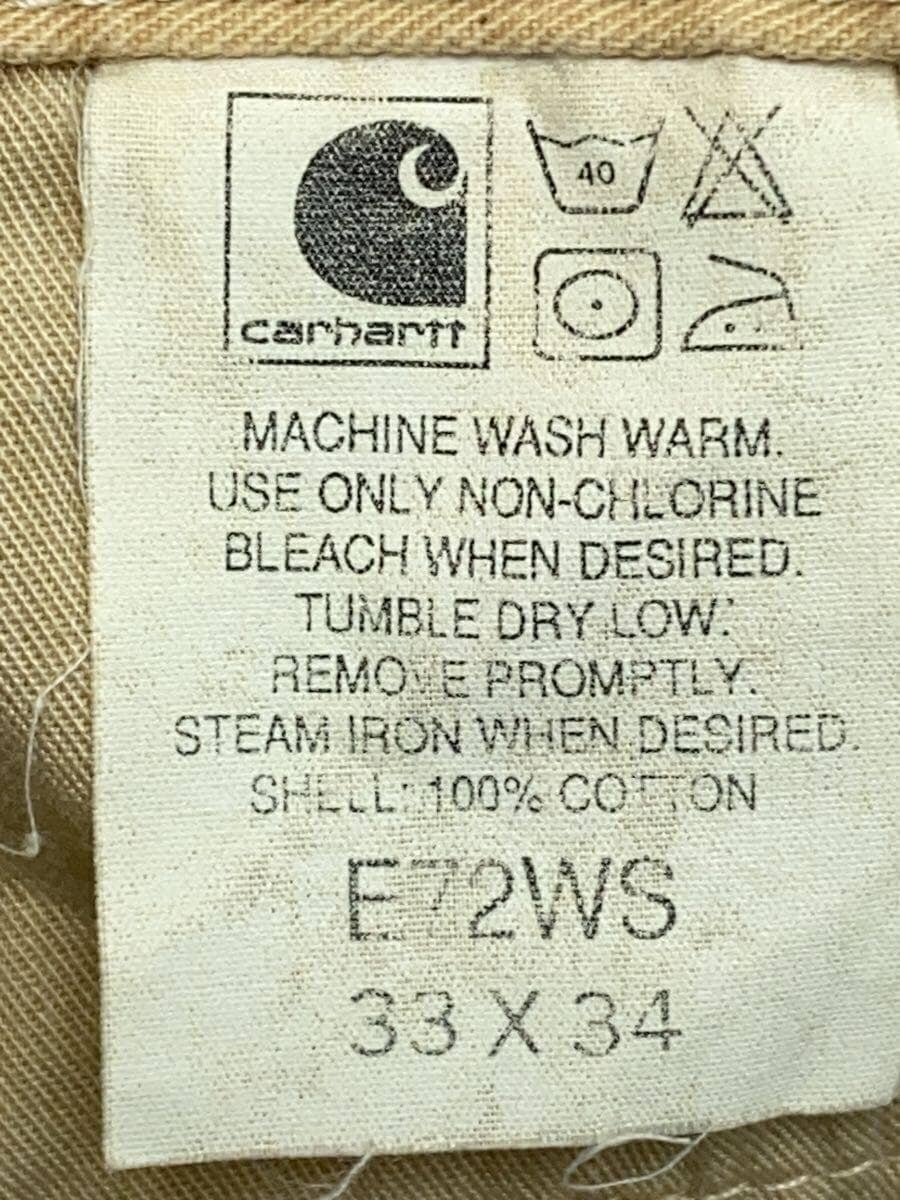 carhartt
40
MACHINE WASH WARM.
USE ONLY NON-CHLORINE
BLEACH WHEN DESIRED.
TUMBLE DRY LOW.
REMOVE PROMPTLY.
STEAM IRON WHEN DESIRED.
SHELL: 100% COTTON
E72WS
33 X 34